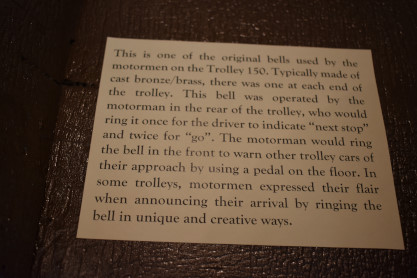 This is one of the original bells used by the
motormen on the Trolley 150. Typically made of
cast bronze/brass, there was one at each end of
the trolley. This bell was operated by the
motorman in the rear of the trolley, who would
ring it once for the driver to indicate “next stop”
and twice for “go”. The motorman would ring
the bell in the front to warn other trolley cars of
their approach by using a pedal on the floor. In
some trolleys, motormen expressed their flair
when announcing their arrival by ringing the
bell in unique and creative ways.